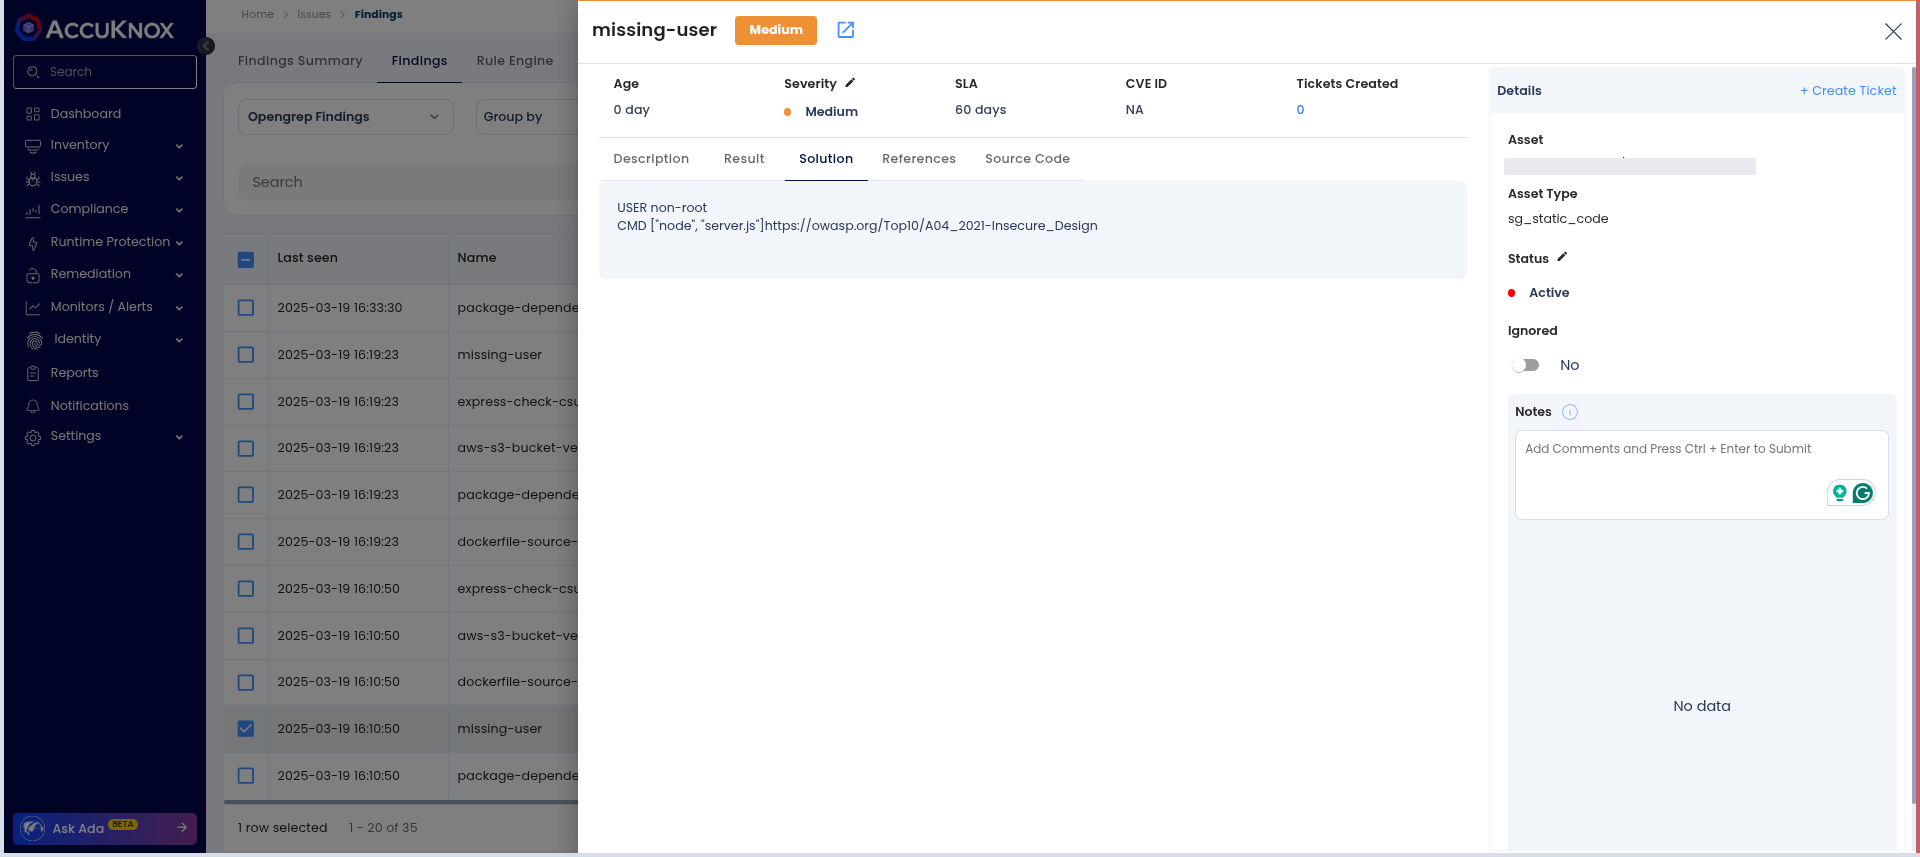 ACCUKNOX
Search
Dashboard
Inventory
Issues
Compliance
Runtime Protection
Remediation
Monitors / Alerts
Identity
Reports
Notifications
Settings
Ask Ada BETA
Home > Issues > Findings
Findings Summary Findings Rule Engine
Opengrep Findings Group by
Search
Last seen Name
2025-03-19 16:33:30 package-depende
2025-03-19 16:19:23 missing-user
2025-03-19 16:19:23 express-check-csu
2025-03-19 16:19:23 aws-s3-bucket-ve
2025-03-19 16:19:23 package-depende
2025-03-19 16:19:23 dockerfile-source-
2025-03-19 16:10:50 express-check-csu
2025-03-19 16:10:50 aws-s3-bucket-ve
2025-03-19 16:10:50 dockerfile-source-
2025-03-19 16:10:50 missing-user
2025-03-19 16:10:50 package-depende
1 row selected 1 - 20 of 35
missing-user Medium
Age Severity SLA CVE ID Tickets Created
0 day Medium 60 days NA 0
Description Result Solution References Source Code
USER non-root
CMD ["node", "server.js"]https://owasp.org/Top10/A04_2021-Insecure_Design
Details + Create Ticket
Asset
Asset Type
sg_static_code
Status
Active
Ignored
No
Notes
Add Comments and Press Ctrl + Enter to Submit
No data